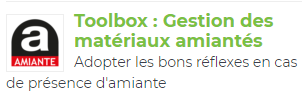 Toolbox : Gestion des
matériaux amiantés
a
AMIANTE
Adopter les bons réflexes en cas
de présence d'amiante